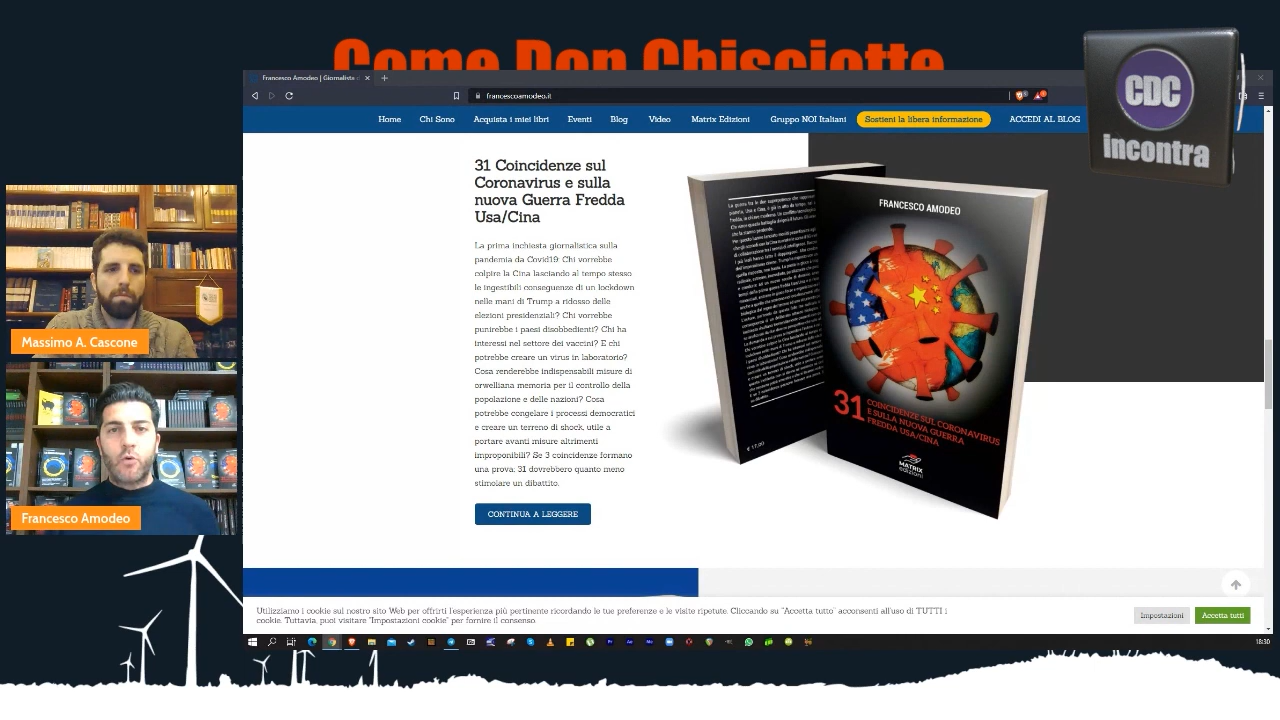 Come Don Chisciotte
CDC
incontra
Francesco Amodeo | Giornalista
francescoamodeo.it
Home Chi Sono Acquista i miei libri Eventi Blog Video Matrix Edizioni Gruppo NOI Italiani Sostieni la libera informazione ACCEDI AL BLOG
31 Coincidenze sul
Coronavirus e sulla
nuova Guerra Fredda
Usa/Cina
La prima inchiesta giornalistica sulla
pandemia da Covid19: Chi vorrebbe
colpire la Cina lasciando al tempo stesso
le ingestibili conseguenze di un lockdown
nelle mani di Trump a ridosso delle
elezioni presidenziali? Chi vorrebbe
punirebbe i paesi disobbedienti? Chi ha
interessi nel settore dei vaccini? E chi
potrebbe creare un virus in laboratorio?
Cosa renderebbe indispensabili misure di
orwelliana memoria per il controllo della
popolazione e delle nazioni? Cosa
potrebbe congelare i processi democratici
e creare un terreno di shock, utile a
portare avanti misure altrimenti
improponibili? Se 3 coincidenze formano
una prova: 31 dovrebbero quanto meno
stimolare un dibattito.
CONTINUA A LEGGERE
€ 17,00
FRANCESCO AMODEO
31 COINCIDENZE SUL CORONAVIRUS
E SULLA NUOVA GUERRA
FREDDA USA/CINA
MATRIX
edizioni
Massimo A. Cascone
Francesco Amodeo
Utilizziamo i cookie sul nostro sito Web per offrirti l'esperienza più pertinente ricordando le tue preferenze e le visite ripetute. Cliccando su "Accetta tutto" acconsenti all'uso di TUTTI i
cookie. Tuttavia, puoi visitare "Impostazioni cookie" per fornire il consenso
Impostazioni
Accetta tutti
18:30